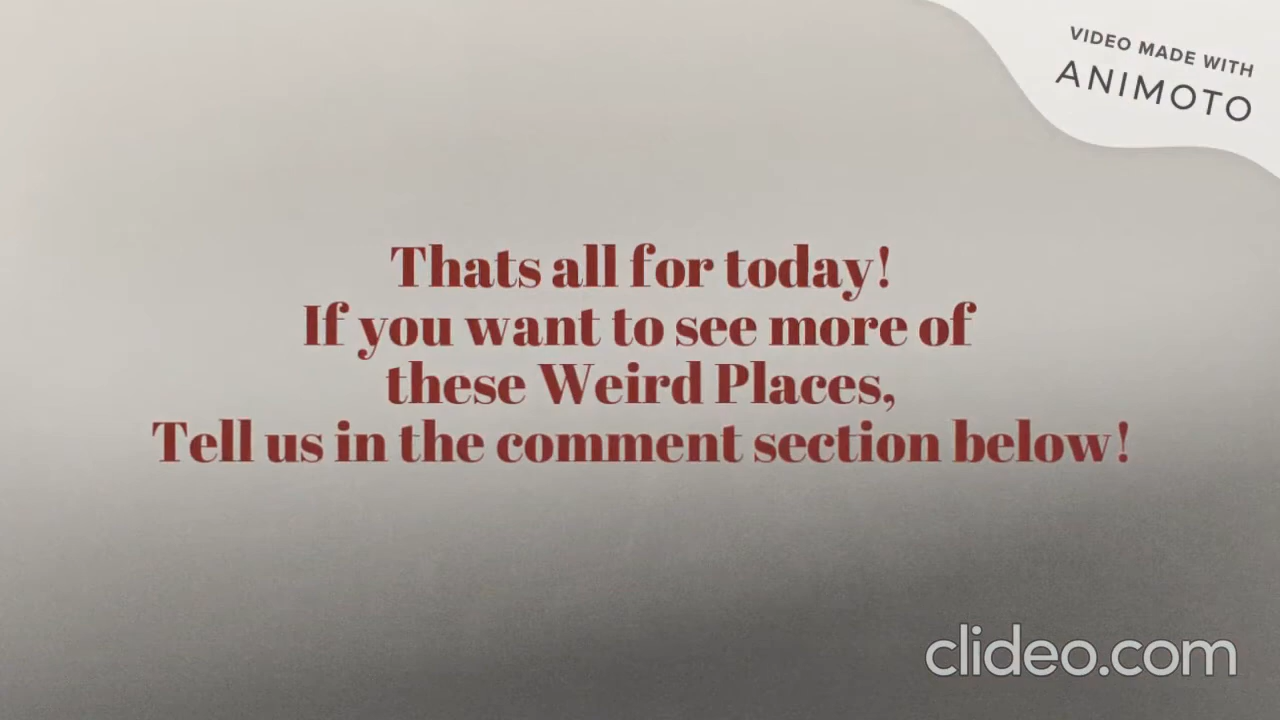 VIDEO MADE WITH
ANIMOTO
Thats all for today!
If you want to see more of
these Weird Places,
Tell us in the comment section below!
clideo.com